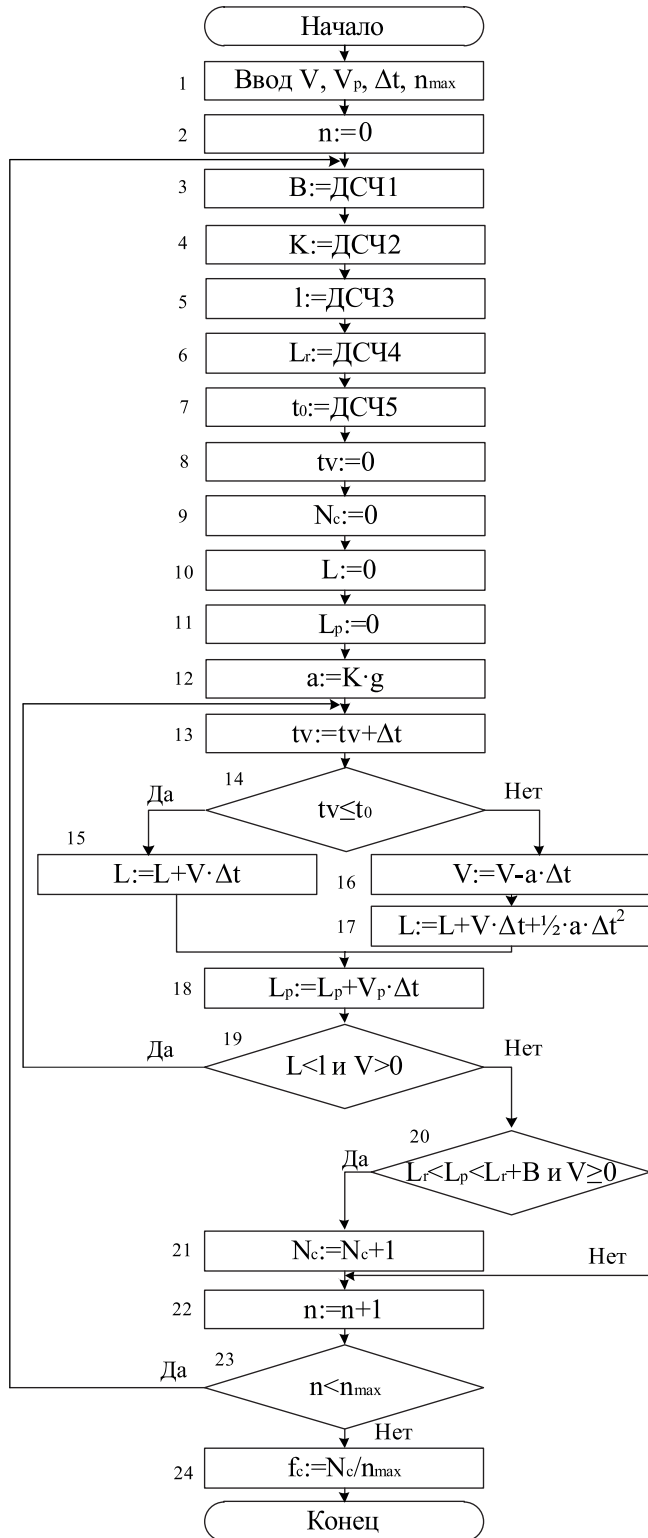 Начало
1 Ввод V, Vₚ, Δt, nmax
2 n:=0
3 B:=ДСЧ1
4 K:=ДСЧ2
5 l:=ДСЧ3
6 Lr:=ДСЧ4
7 t₀:=ДСЧ5
8 tv:=0
9 Nc:=0
10 L:=0
11 Lₚ:=0
12 a:=K·g
13 tv:=tv+Δt
14
Да tv≤t₀ Нет
15 L:=L+V·Δt
16 V:=V-a·Δt
17 L:=L+V·Δt+½·a·Δt²
18 Lₚ:=Lₚ+Vₚ·Δt
19
Да L<l и V>0 Нет
20
Да Lr<Lₚ<Lr+B и V≥0
21 Nc:=Nc+1 Нет
22 n:=n+1
23
Да n<nmax
Нет
24 fc:=Nc/nmax
Конец